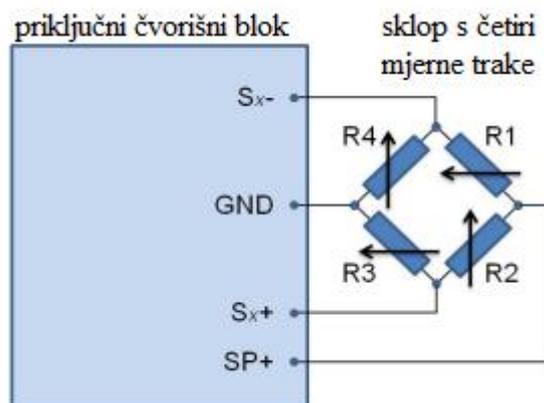 priključni čvorišni blok
sklop s četiri
mjerne trake
Sx-
R4
R1
GND
R3
R2
Sx+
SP+